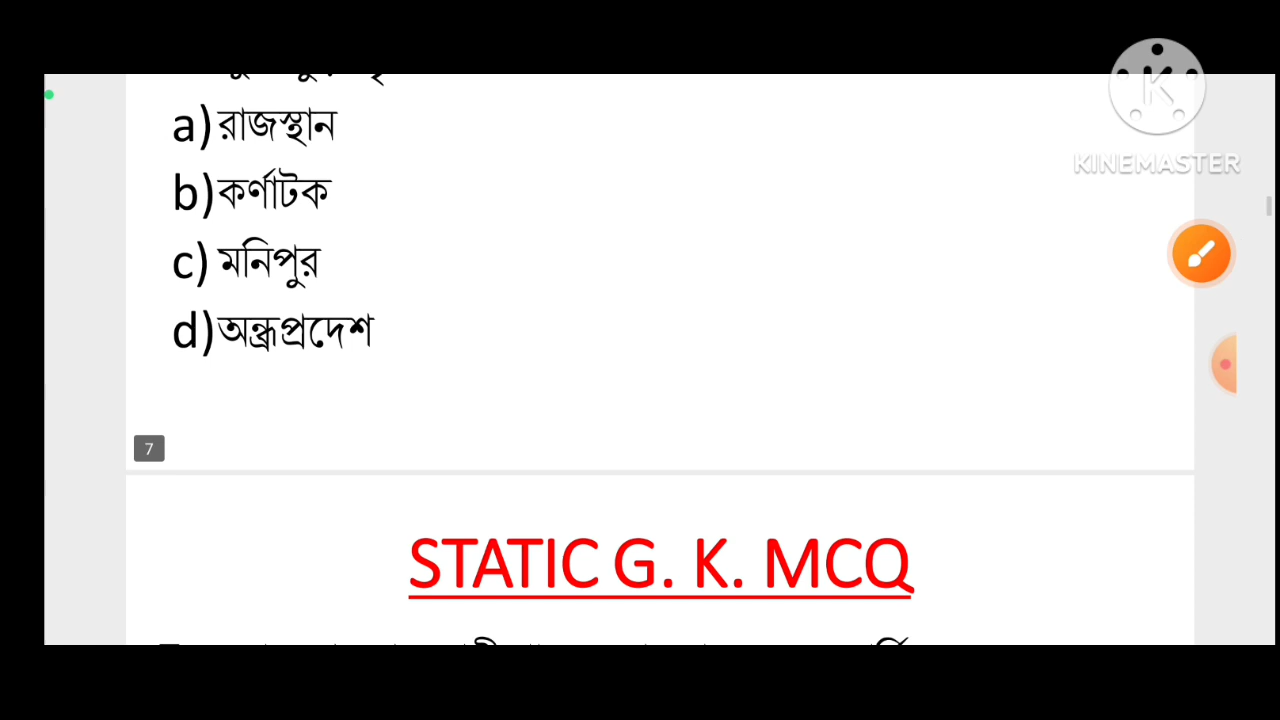 a) রাজস্থান
b) কর্ণাটক
c) মনিপুর
d) অন্ধ্রপ্রদেশ
7
STATIC G. K. MCQ
K
KINEMASTER